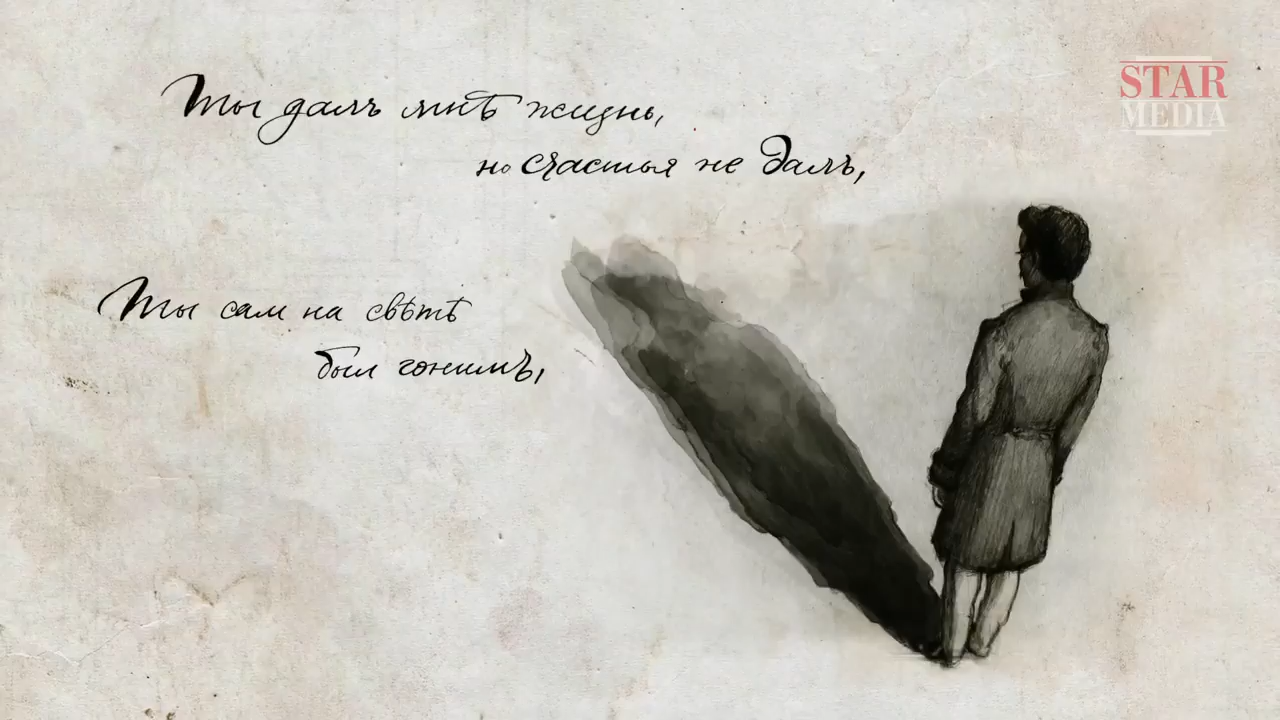 Ты далъ мнѣ жизнь,
но счастья не далъ,
Ты сам на свѣтѣ
был гонимъ,
STAR
MEDIA